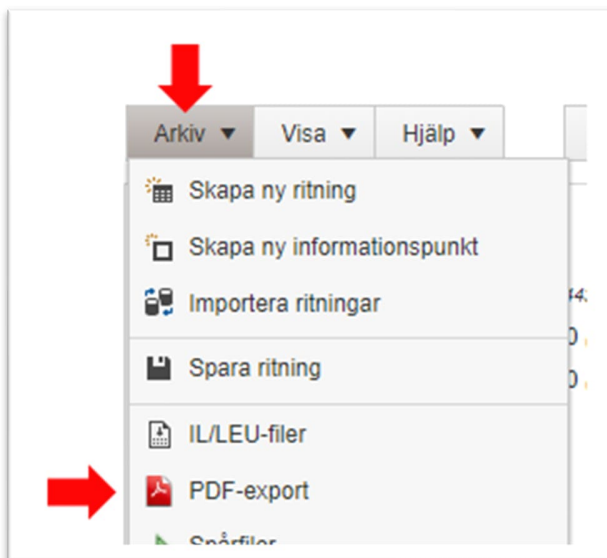 Arkiv ▼ Visa ▼ Hjälp ▼
Skapa ny ritning
Skapa ny informationspunkt
Importera ritningar
Spara ritning
IL/LEU-filer
PDF-export